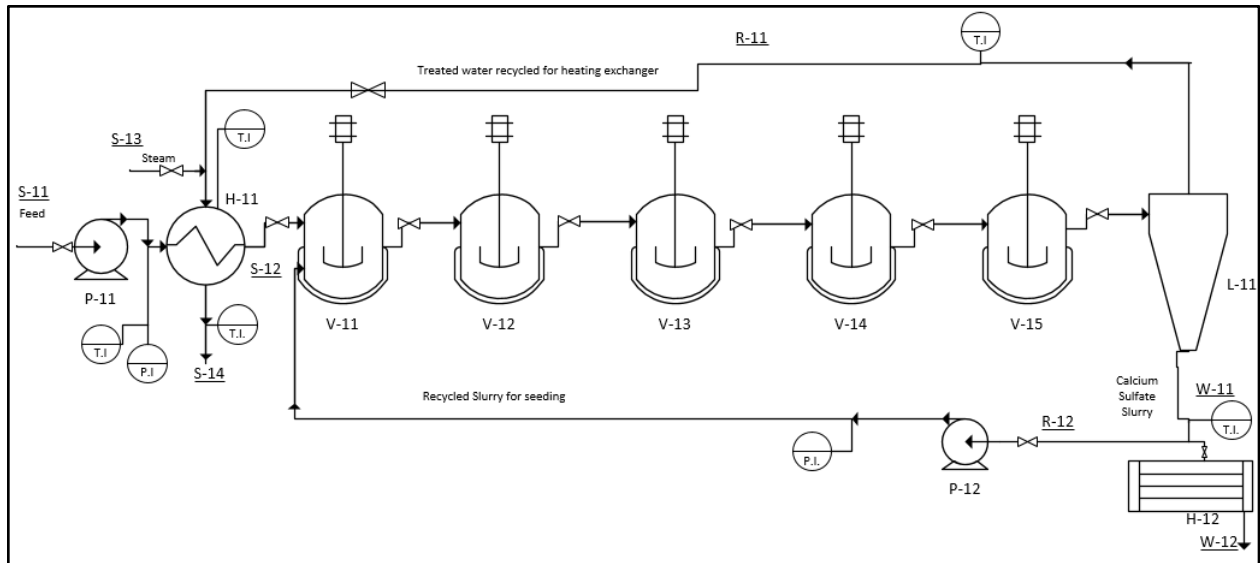 R-11
T.I
Treated water recycled for heating exchanger
S-13
T.I
Steam
S-11
H-11
Feed
S-12
P-11
L-11
V-11
V-12
V-13
V-14
V-15
T.I
T.I.
P.I
S-14
Calcium
Sulfate
Slurry
W-11
Recycled Slurry for seeding
R-12
T.I.
P.I.
P-12
H-12
W-12